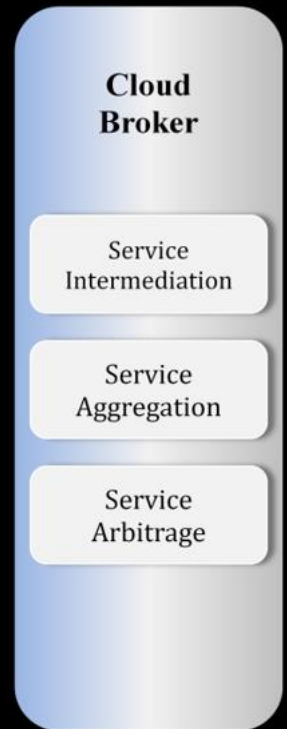 Cloud
Broker
Service
Intermediation
Service
Aggregation
Service
Arbitrage